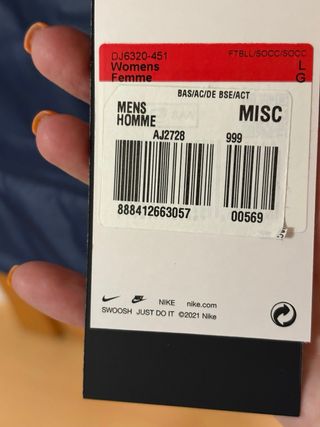 DJ6320-451 FTBLL/SOCC/SOCC
Womens L
Femme G
BAS/AC/DE BSE/ACT
MENS MISC
HOMME
AJ2728 999
888412663057 00569
NIKE nike.com
SWOOSH JUST DO IT ©2021 Nike